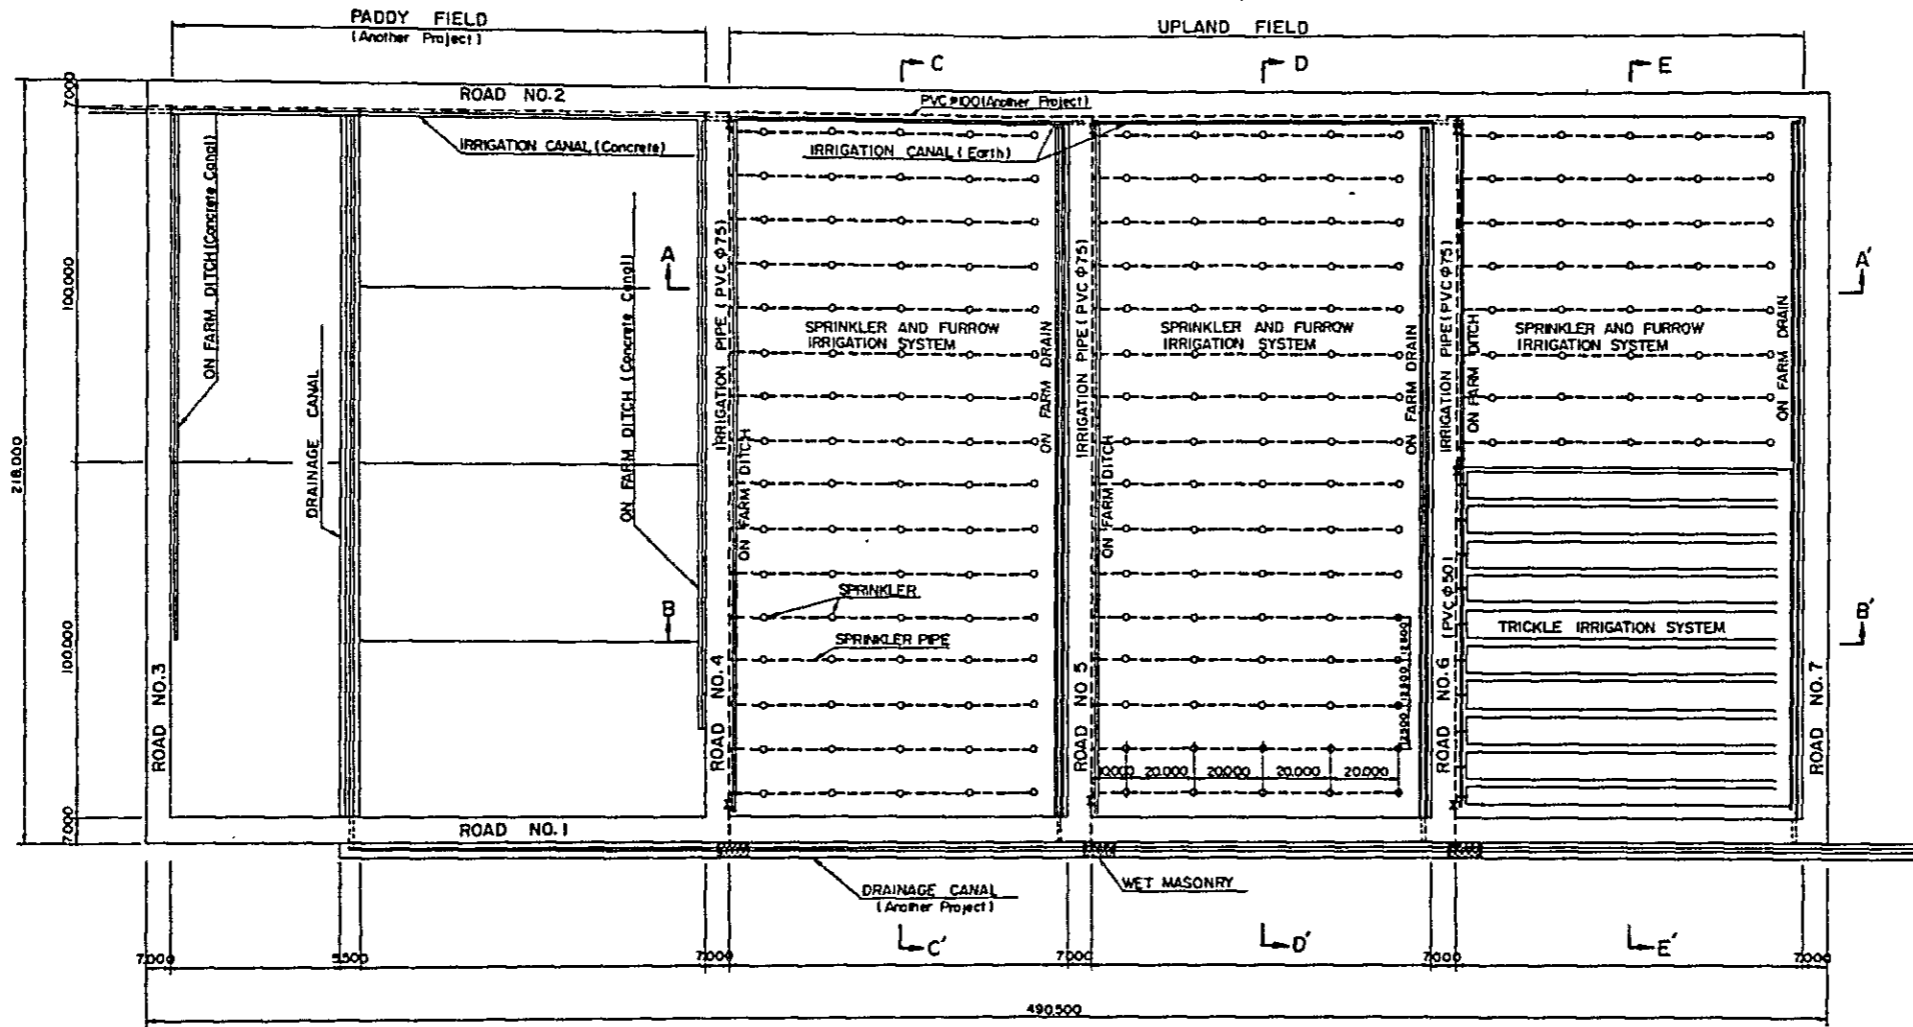 PADDY FIELD
(Another Project)
UPLAND FIELD
C
D
E
7.000
ROAD NO.2
PVC φ100(Another Project)
IRRIGATION CANAL (Concrete)
IRRIGATION CANAL (Earth)
ON FARM DITCH(Concrete Canal)
DRAINAGE CANAL
ON FARM DITCH (Concrete Canal)
A
A'
IRRIGATION PIPE (PVC φ75)
ON FARM DITCH
SPRINKLER AND FURROW
IRRIGATION SYSTEM
ON FARM DRAIN
IRRIGATION PIPE (PVC φ75)
ON FARM DITCH
SPRINKLER AND FURROW
IRRIGATION SYSTEM
ON FARM DRAIN
IRRIGATION PIPE (PVC φ75)
ON FARM DITCH
SPRINKLER AND FURROW
IRRIGATION SYSTEM
ON FARM DRAIN
100.000
218.000
100.000
7.000
SPRINKLER
SPRINKLER PIPE
B
B'
(PVC φ50)
TRICKLE IRRIGATION SYSTEM
ROAD NO.3
ROAD NO.4
ROAD NO 5
ROAD NO.6
ROAD NO.7
12.500
12.500
12.500
10.000
20.000
20.000
20.000
20.000
ROAD NO.1
DRAINAGE CANAL
(Another Project)
WET MASONRY
C'
D'
E'
7.000
5.500
7.000
7.000
7.000
7.000
490.500